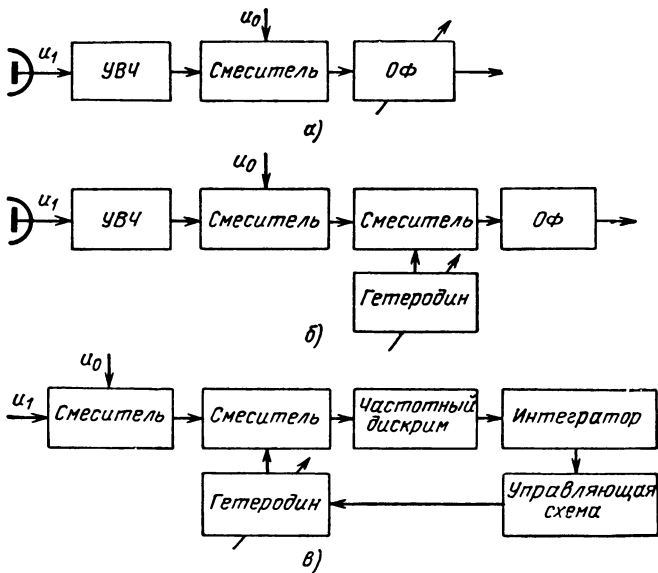 u₀
u₁
УВЧ
Смеситель
ОФ
а)
u₀
u₁
УВЧ
Смеситель
Смеситель
ОФ
Гетеродин
б)
u₀
u₁
Смеситель
Смеситель
Частотный
дискрим
Интегратор
Гетеродин
Управляющая
схема
в)